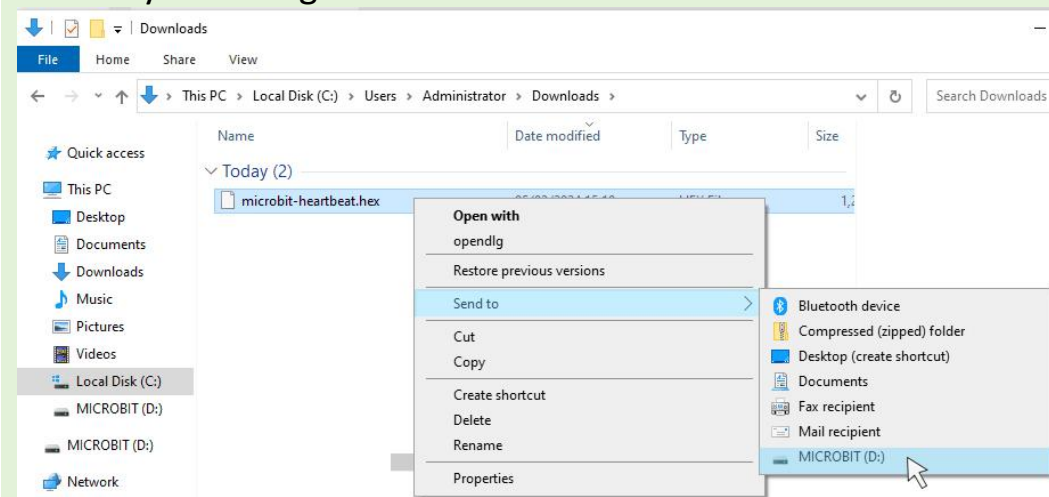 Downloads
File Home Share View
This PC > Local Disk (C:) > Users > Administrator > Downloads >
Search Downloads
Name Date modified Type Size
Quick access
Today (2)
This PC
microbit-heartbeat.hex
Desktop
Documents
Downloads
Music
Pictures
Videos
Local Disk (C:)
MICROBIT (D:)
MICROBIT (D:)
Network
Open with
opendlg
Restore previous versions
Send to
Cut
Copy
Create shortcut
Delete
Rename
Properties
Bluetooth device
Compressed (zipped) folder
Desktop (create shortcut)
Documents
Fax recipient
Mail recipient
MICROBIT (D:)